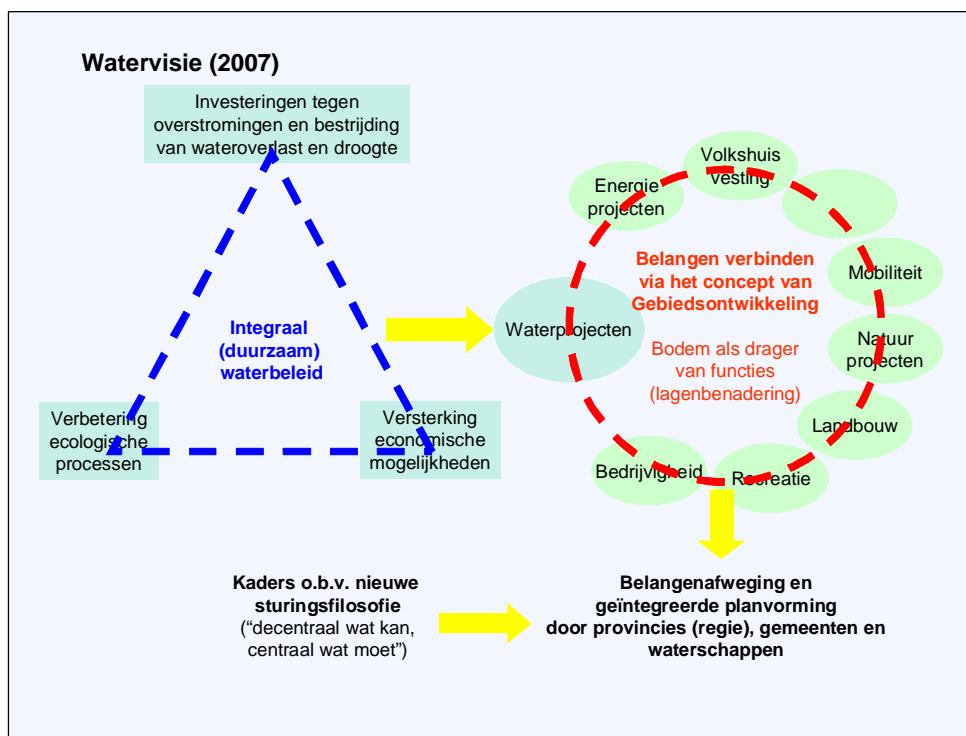 Watervisie (2007)
Investeringen tegen
overstromingen en bestrijding
van wateroverlast en droogte
Integraal
(duurzaam)
waterbeleid
Verbetering
ecologische
processen
Versterking
economische
mogelijkheden
Energie
projecten
Volkshuis
vesting
Mobiliteit
Natuur
projecten
Landbouw
Recreatie
Bedrijvigheid
Waterprojecten
Belangen verbinden
via het concept van
Gebiedsontwikkeling
Bodem als drager
van functies
(lagenbenadering)
Kaders o.b.v. nieuwe
sturingsfilosofie
(“decentraal wat kan,
centraal wat moet”)
Belangenafweging en
geïntegreerde planvorming
door provincies (regie), gemeenten en
waterschappen